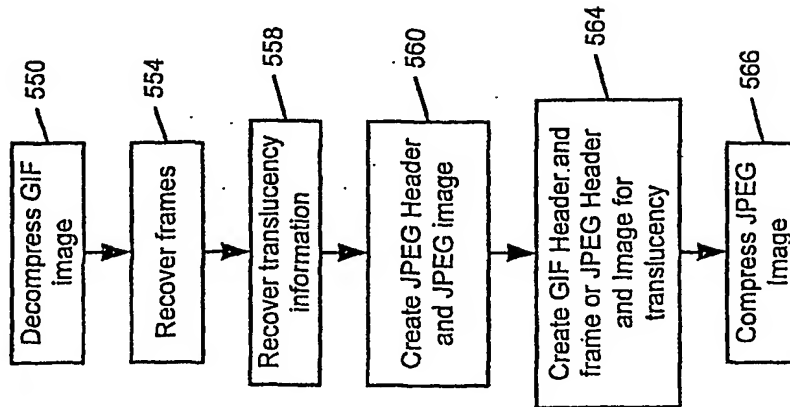 550
Decompress GIF
image
554
Recover frames
558
Recover translucency
information
560
Create JPEG Header
and JPEG image
564
Create GIF Header and
frame or JPEG Header
and Image for
translucency
566
Compress JPEG
Image